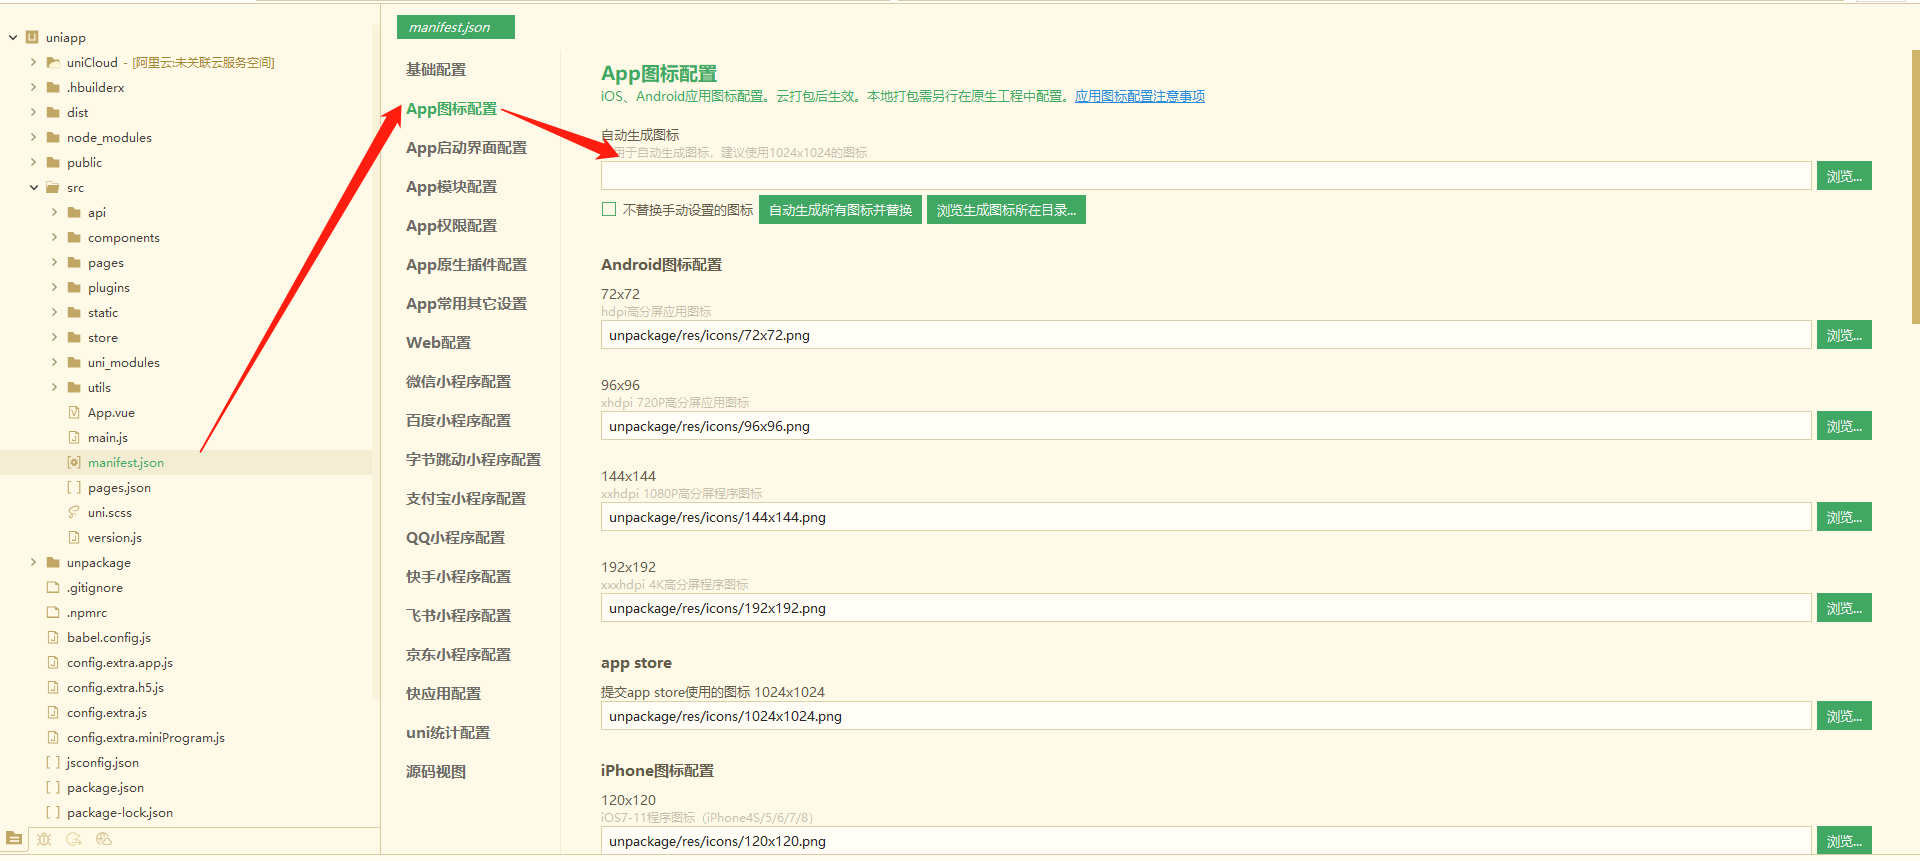 uniapp
uniCloud - [阿里云:未关联云服务空间]
.hbuilderx
dist
node_modules
public
src
api
components
pages
plugins
static
store
uni_modules
utils
App.vue
main.js
manifest.json
pages.json
uni.scss
version.js
unpackage
.gitignore
.npmrc
babel.config.js
config.extra.app.js
config.extra.h5.js
config.extra.js
config.extra.miniProgram.js
jsconfig.json
package.json
package-lock.json
manifest.json
基础配置
App图标配置
App启动界面配置
App模块配置
App权限配置
App原生插件配置
App常用其它设置
Web配置
微信小程序配置
百度小程序配置
字节跳动小程序配置
支付宝小程序配置
QQ小程序配置
快手小程序配置
飞书小程序配置
京东小程序配置
快应用配置
uni统计配置
源码视图
App图标配置
iOS、Android应用图标配置。云打包后生效。本地打包需另行在原生工程中配置。应用图标配置注意事项
自动生成图标
用于自动生成图标，建议使用1024x1024的图标
浏览...
不替换手动设置的图标 自动生成所有图标并替换 浏览生成图标所在目录...
Android图标配置
72x72
hdpi高分屏应用图标
unpackage/res/icons/72x72.png 浏览...
96x96
xhdpi 720P高分屏应用图标
unpackage/res/icons/96x96.png 浏览...
144x144
xxhdpi 1080P高分屏程序图标
unpackage/res/icons/144x144.png 浏览...
192x192
xxxhdpi 4K高分屏程序图标
unpackage/res/icons/192x192.png 浏览...
app store
提交app store使用的图标 1024x1024
unpackage/res/icons/1024x1024.png 浏览...
iPhone图标配置
120x120
iOS7-11程序图标（iPhone4S/5/6/7/8）
unpackage/res/icons/120x120.png 浏览...